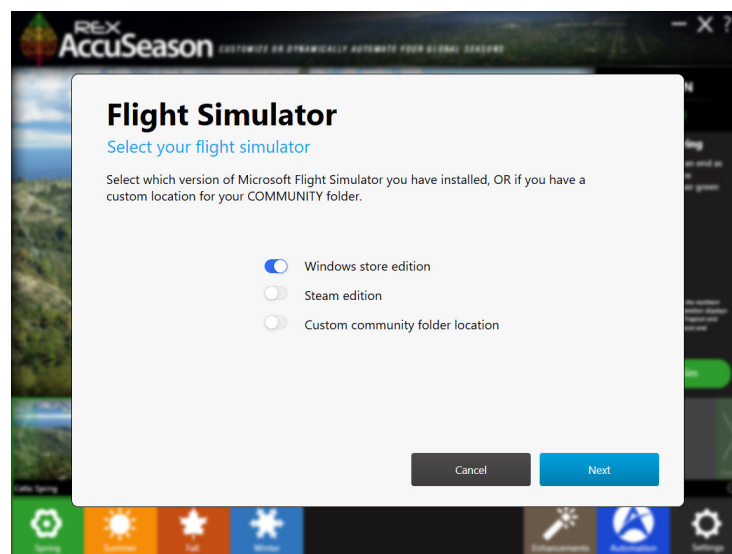 REX
AccuSeason CUSTOMIZE OR DYNAMICALLY AUTOMATE YOUR GLOBAL SEASONS
Flight Simulator
Select your flight simulator
Select which version of Microsoft Flight Simulator you have installed, OR if you have a
custom location for your COMMUNITY folder.
Windows store edition
Steam edition
Custom community folder location
Cancel
Next
Celtic Spring
Spring
Summer
Fall
Winter
Enhancements
Automation
Settings